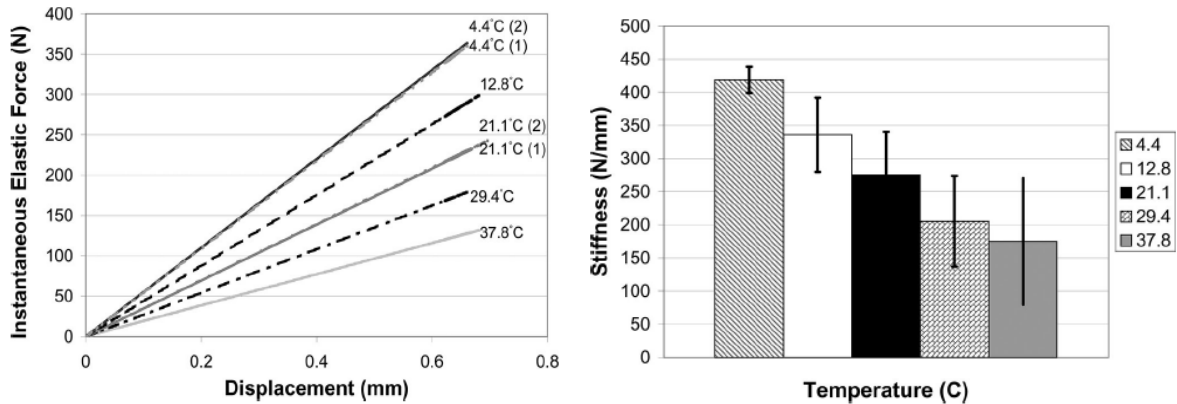 Instantaneous Elastic Force (N)
400
350
300
250
200
150
100
50
0
4.4°C (2)
4.4°C (1)
12.8°C
21.1°C (2)
21.1°C (1)
29.4°C
37.8°C
0
0.2
0.4
0.6
0.8
Displacement (mm)
Stiffness (N/mm)
500
450
400
350
300
250
200
150
100
50
0
Temperature (C)
4.4
12.8
21.1
29.4
37.8